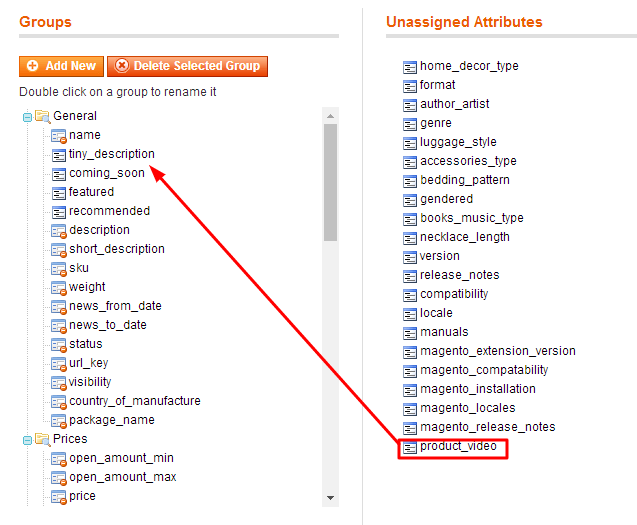 Groups
Add New
Delete Selected Group
Double click on a group to rename it
General
name
tiny_description
coming_soon
featured
recommended
description
short_description
sku
weight
news_from_date
news_to_date
status
url_key
visibility
country_of_manufacture
package_name
Prices
open_amount_min
open_amount_max
price
Unassigned Attributes
home_decor_type
format
author_artist
genre
luggage_style
accessories_type
bedding_pattern
gendered
books_music_type
necklace_length
version
release_notes
compatibility
locale
manuals
magento_extension_version
magento_compatability
magento_installation
magento_locales
magento_release_notes
product_video